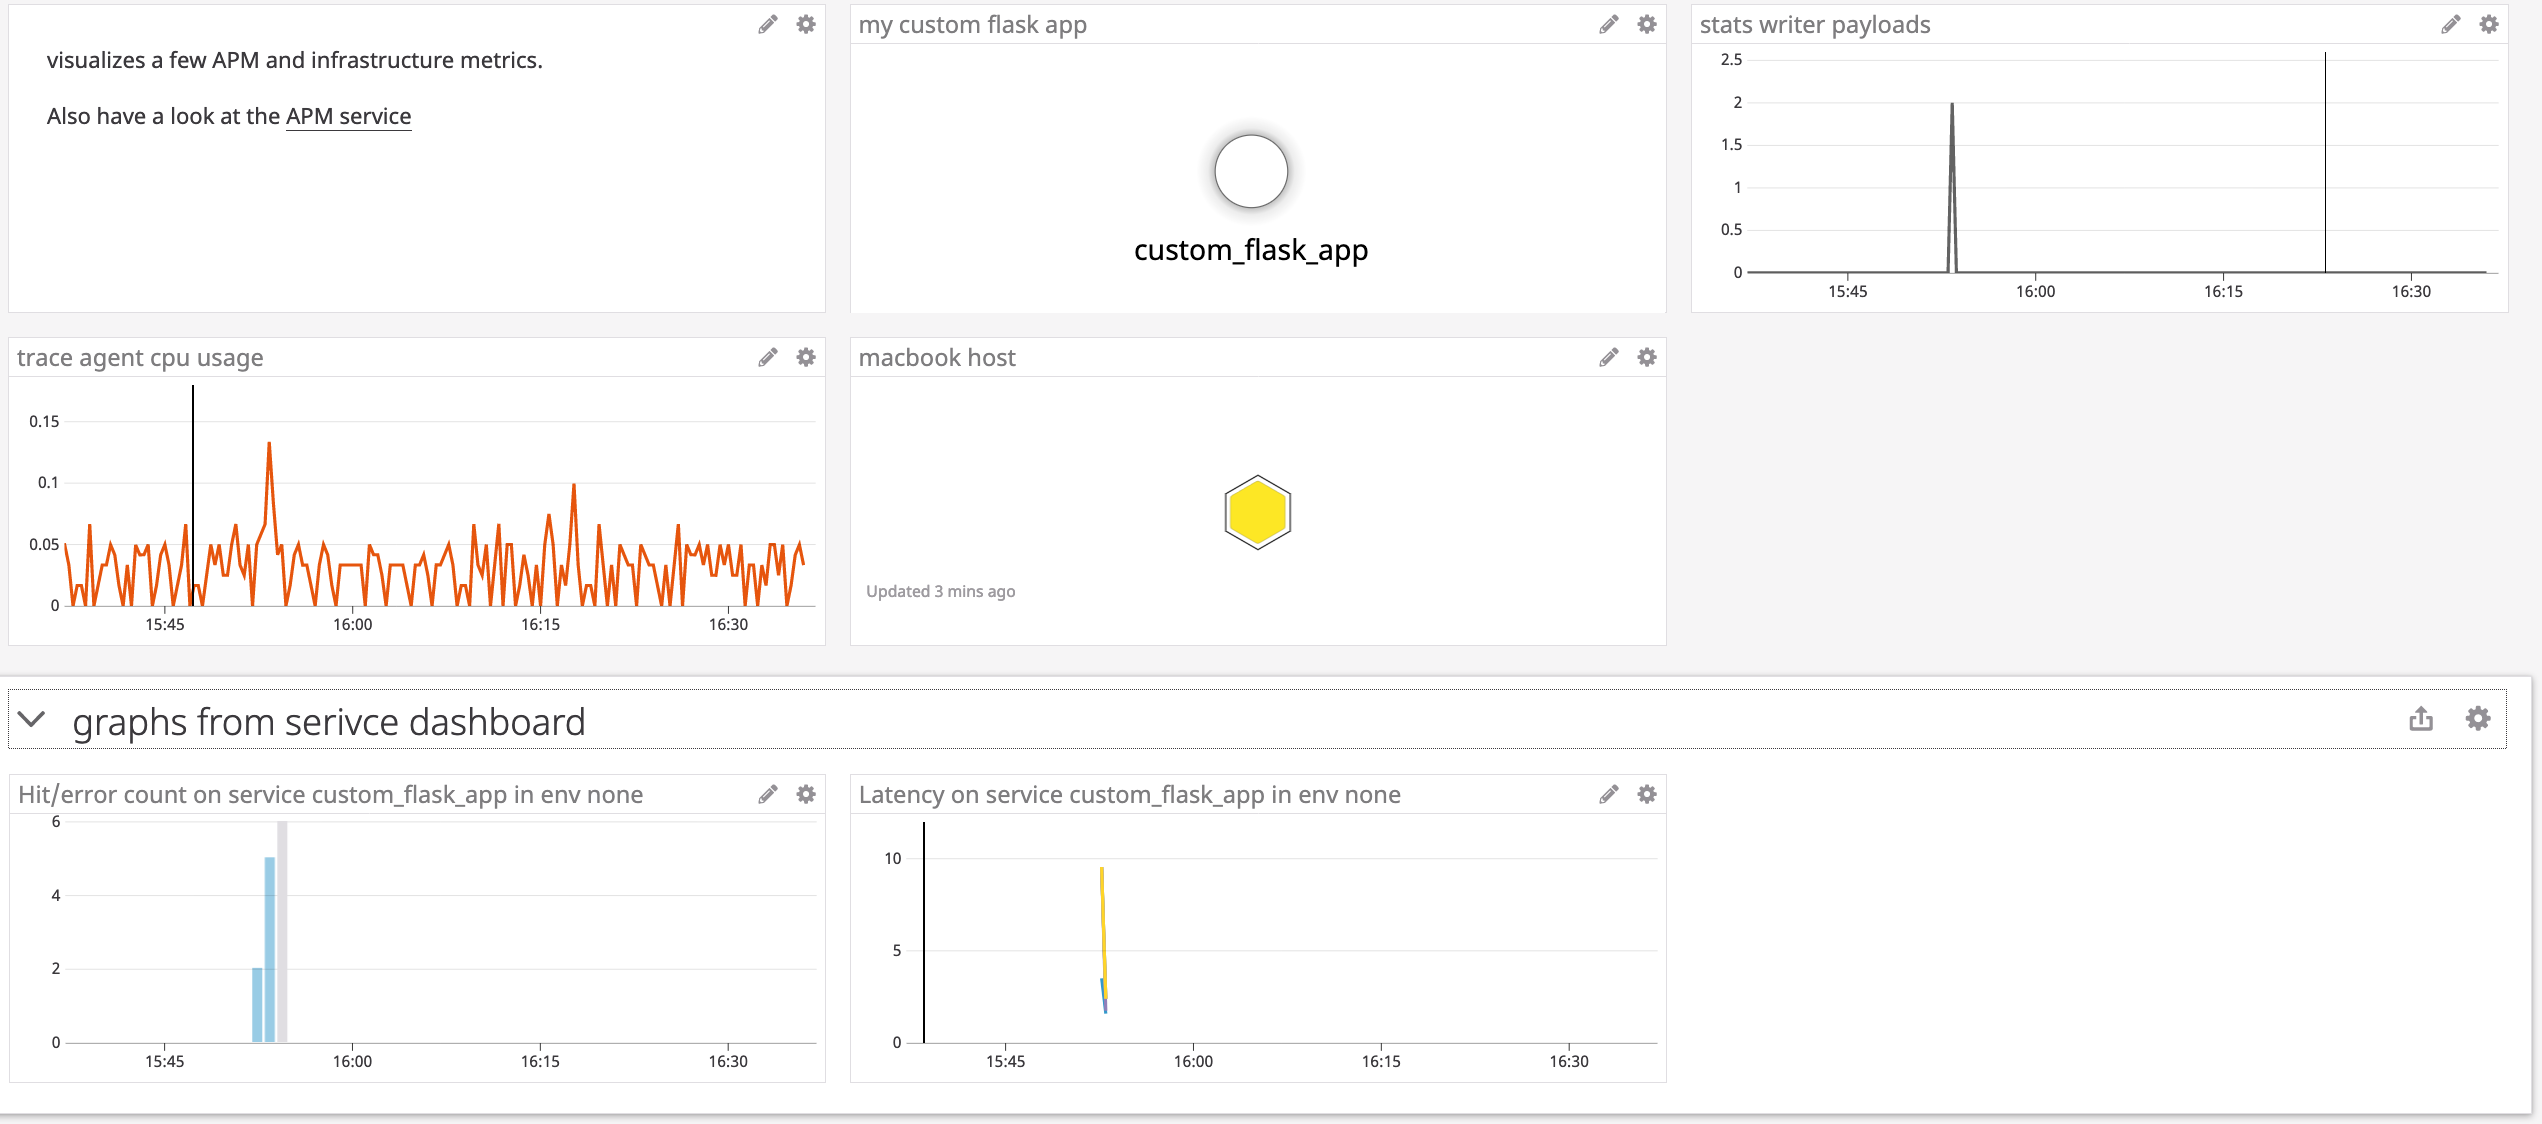 visualizes a few APM and infrastructure metrics.
Also have a look at the APM service
my custom flask app
custom_flask_app
stats writer payloads
2.5
2
1.5
1
0.5
0
15:45 16:00 16:15 16:30
trace agent cpu usage
0.15
0.1
0.05
0
15:45 16:00 16:15 16:30
macbook host
Updated 3 mins ago
graphs from serivce dashboard
Hit/error count on service custom_flask_app in env none
6
4
2
0
15:45 16:00 16:15 16:30
Latency on service custom_flask_app in env none
10
5
0
15:45 16:00 16:15 16:30